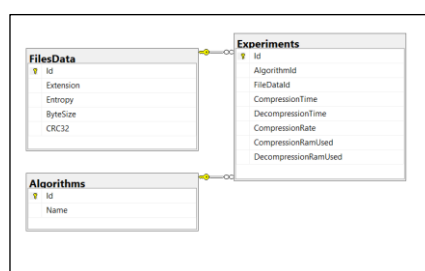 FilesData
Id
Extension
Entropy
ByteSize
CRC32
Experiments
Id
AlgorithmId
FileDataId
CompressionTime
DecompressionTime
CompressionRate
CompressionRamUsed
DecompressionRamUsed
Algorithms
Id
Name